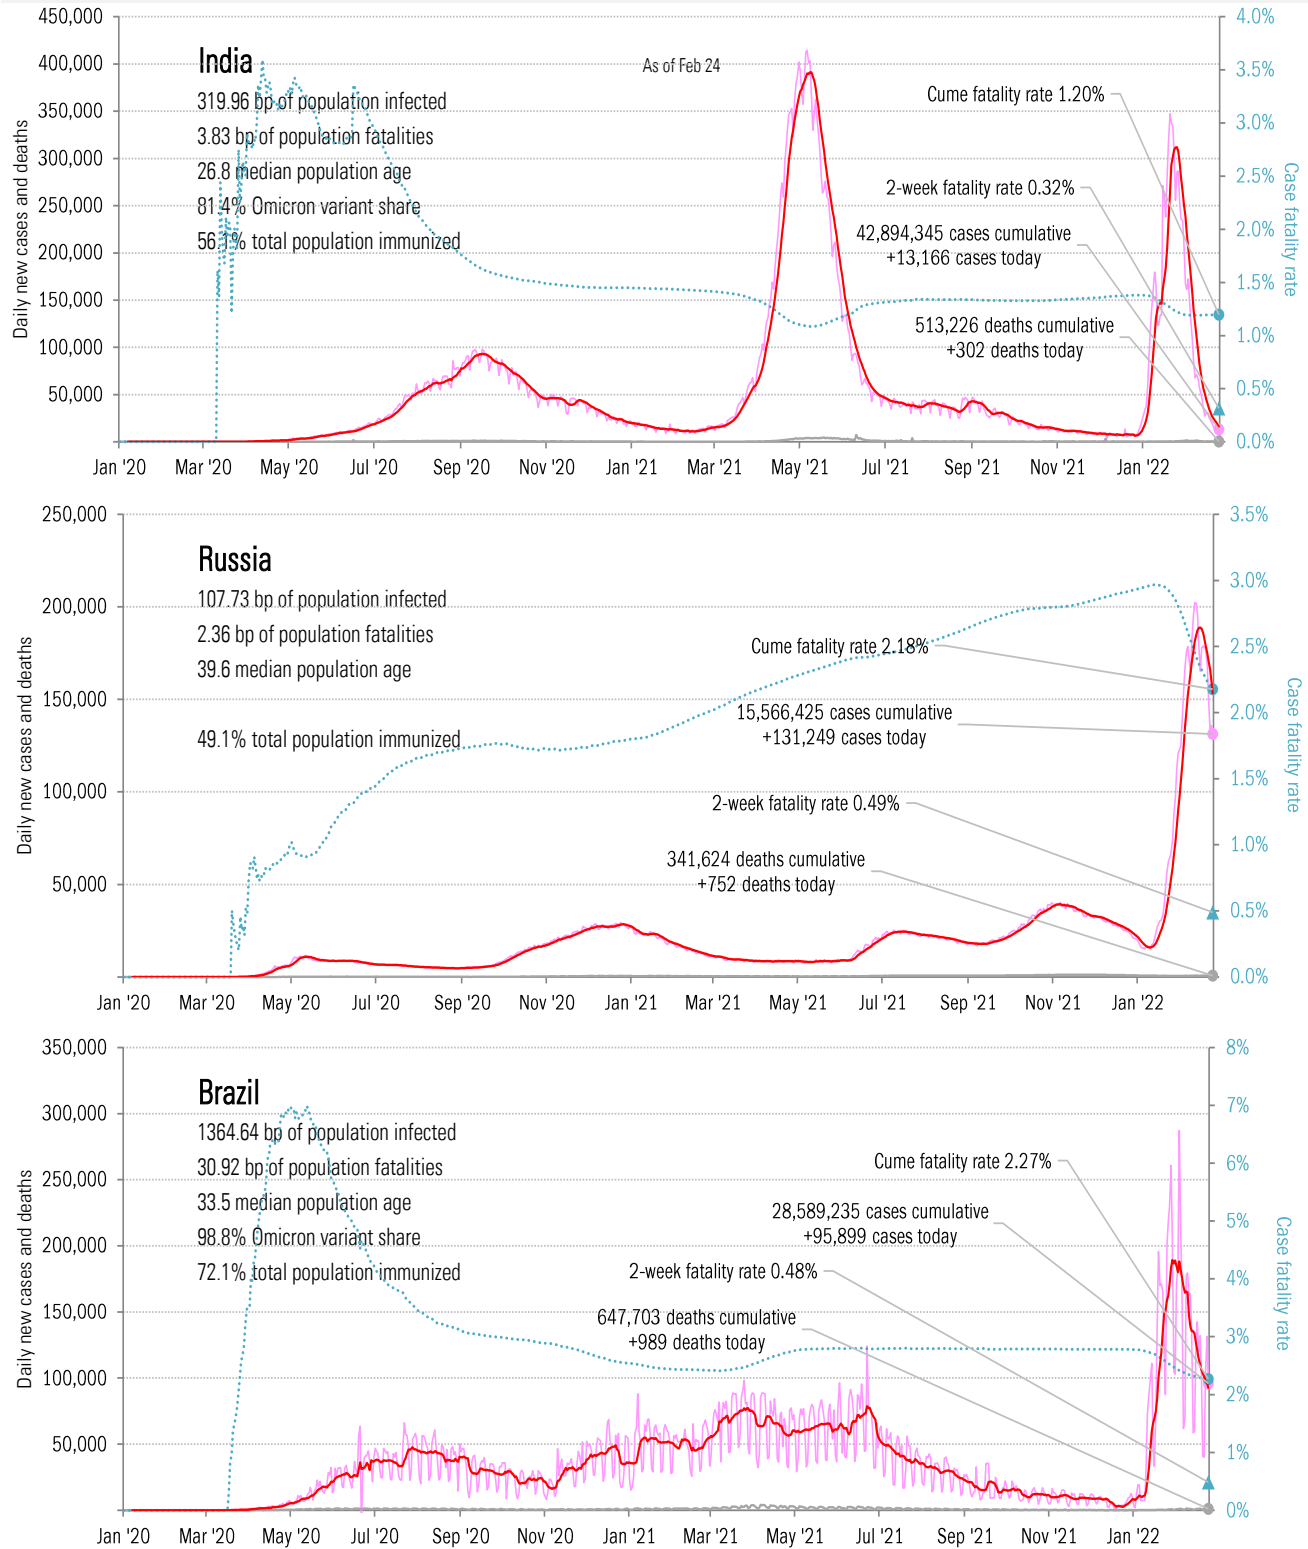 450,000
400,000
350,000
300,000
250,000
200,000
150,000
100,000
50,000
Daily new cases and deaths
India
319.96 bp of population infected
3.83 bp of population fatalities
26.8 median population age
81.4% Omicron variant share
56.1% total population immunized
As of Feb 24
Cume fatality rate 1.20%
2-week fatality rate 0.32%
42,894,345 cases cumulative
+13,166 cases today
513,226 deaths cumulative
+302 deaths today
4.0%
3.5%
3.0%
2.5%
2.0%
1.5%
1.0%
0.5%
0.0%
Case fatality rate
Jan '20 Mar '20 May '20 Jul '20 Sep '20 Nov '20 Jan '21 Mar '21 May '21 Jul '21 Sep '21 Nov '21 Jan '22
250,000
200,000
150,000
100,000
50,000
Daily new cases and deaths
Russia
107.73 bp of population infected
2.36 bp of population fatalities
39.6 median population age
49.1% total population immunized
Cume fatality rate 2.18%
15,566,425 cases cumulative
+131,249 cases today
2-week fatality rate 0.49%
341,624 deaths cumulative
+752 deaths today
3.5%
3.0%
2.5%
2.0%
1.5%
1.0%
0.5%
0.0%
Case fatality rate
Jan '20 Mar '20 May '20 Jul '20 Sep '20 Nov '20 Jan '21 Mar '21 May '21 Jul '21 Sep '21 Nov '21 Jan '22
350,000
300,000
250,000
200,000
150,000
100,000
50,000
Daily new cases and deaths
Brazil
1364.64 bp of population infected
30.92 bp of population fatalities
33.5 median population age
98.8% Omicron variant share
72.1% total population immunized
Cume fatality rate 2.27%
28,589,235 cases cumulative
+95,899 cases today
2-week fatality rate 0.48%
647,703 deaths cumulative
+989 deaths today
8%
7%
6%
5%
4%
3%
2%
1%
0%
Case fatality rate
Jan '20 Mar '20 May '20 Jul '20 Sep '20 Nov '20 Jan '21 Mar '21 May '21 Jul '21 Sep '21 Nov '21 Jan '22